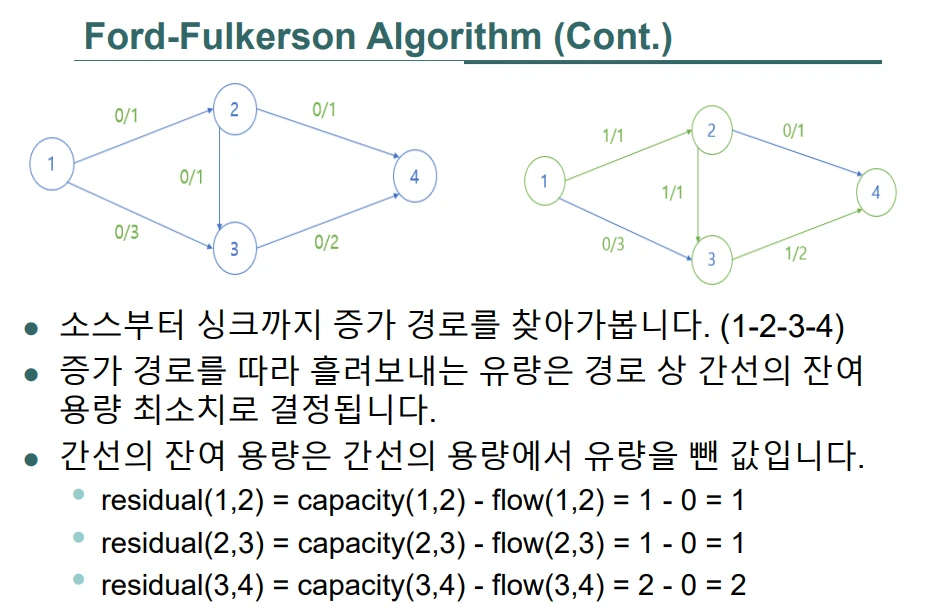 Ford-Fulkerson Algorithm (Cont.)
0/1
2
0/1
1
0/1
4
0/3
3
0/2
1/1
2
0/1
1
1/1
4
0/3
3
1/2
소스부터 싱크까지 증가 경로를 찾아가봅니다. (1-2-3-4)
증가 경로를 따라 흘려보내는 유량은 경로 상 간선의 잔여
용량 최소치로 결정됩니다.
간선의 잔여 용량은 간선의 용량에서 유량을 뺀 값입니다.
residual(1,2) = capacity(1,2) - flow(1,2) = 1 - 0 = 1
residual(2,3) = capacity(2,3) - flow(2,3) = 1 - 0 = 1
residual(3,4) = capacity(3,4) - flow(3,4) = 2 - 0 = 2